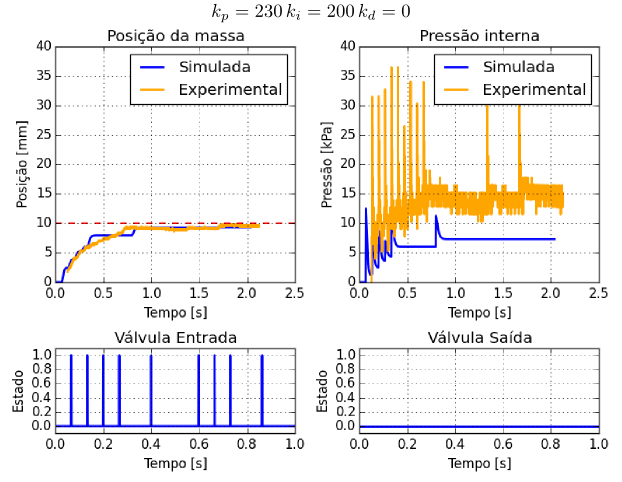 k_p = 230 k_i = 200 k_d = 0
Posição da massa
Pressão interna
40
35
30
25
20
15
10
5
0
Posição [mm]
Simulada
Experimental
0.0 0.5 1.0 1.5 2.0 2.5
Tempo [s]
40
35
30
25
20
15
10
5
0
Pressão [kPa]
Simulada
Experimental
0.0 0.5 1.0 1.5 2.0 2.5
Tempo [s]
Válvula Entrada
Válvula Saída
1.0
0.8
0.6
0.4
0.2
0.0
Estado
0.0 0.2 0.4 0.6 0.8 1.0
Tempo [s]
1.0
0.8
0.6
0.4
0.2
0.0
Estado
0.0 0.2 0.4 0.6 0.8 1.0
Tempo [s]